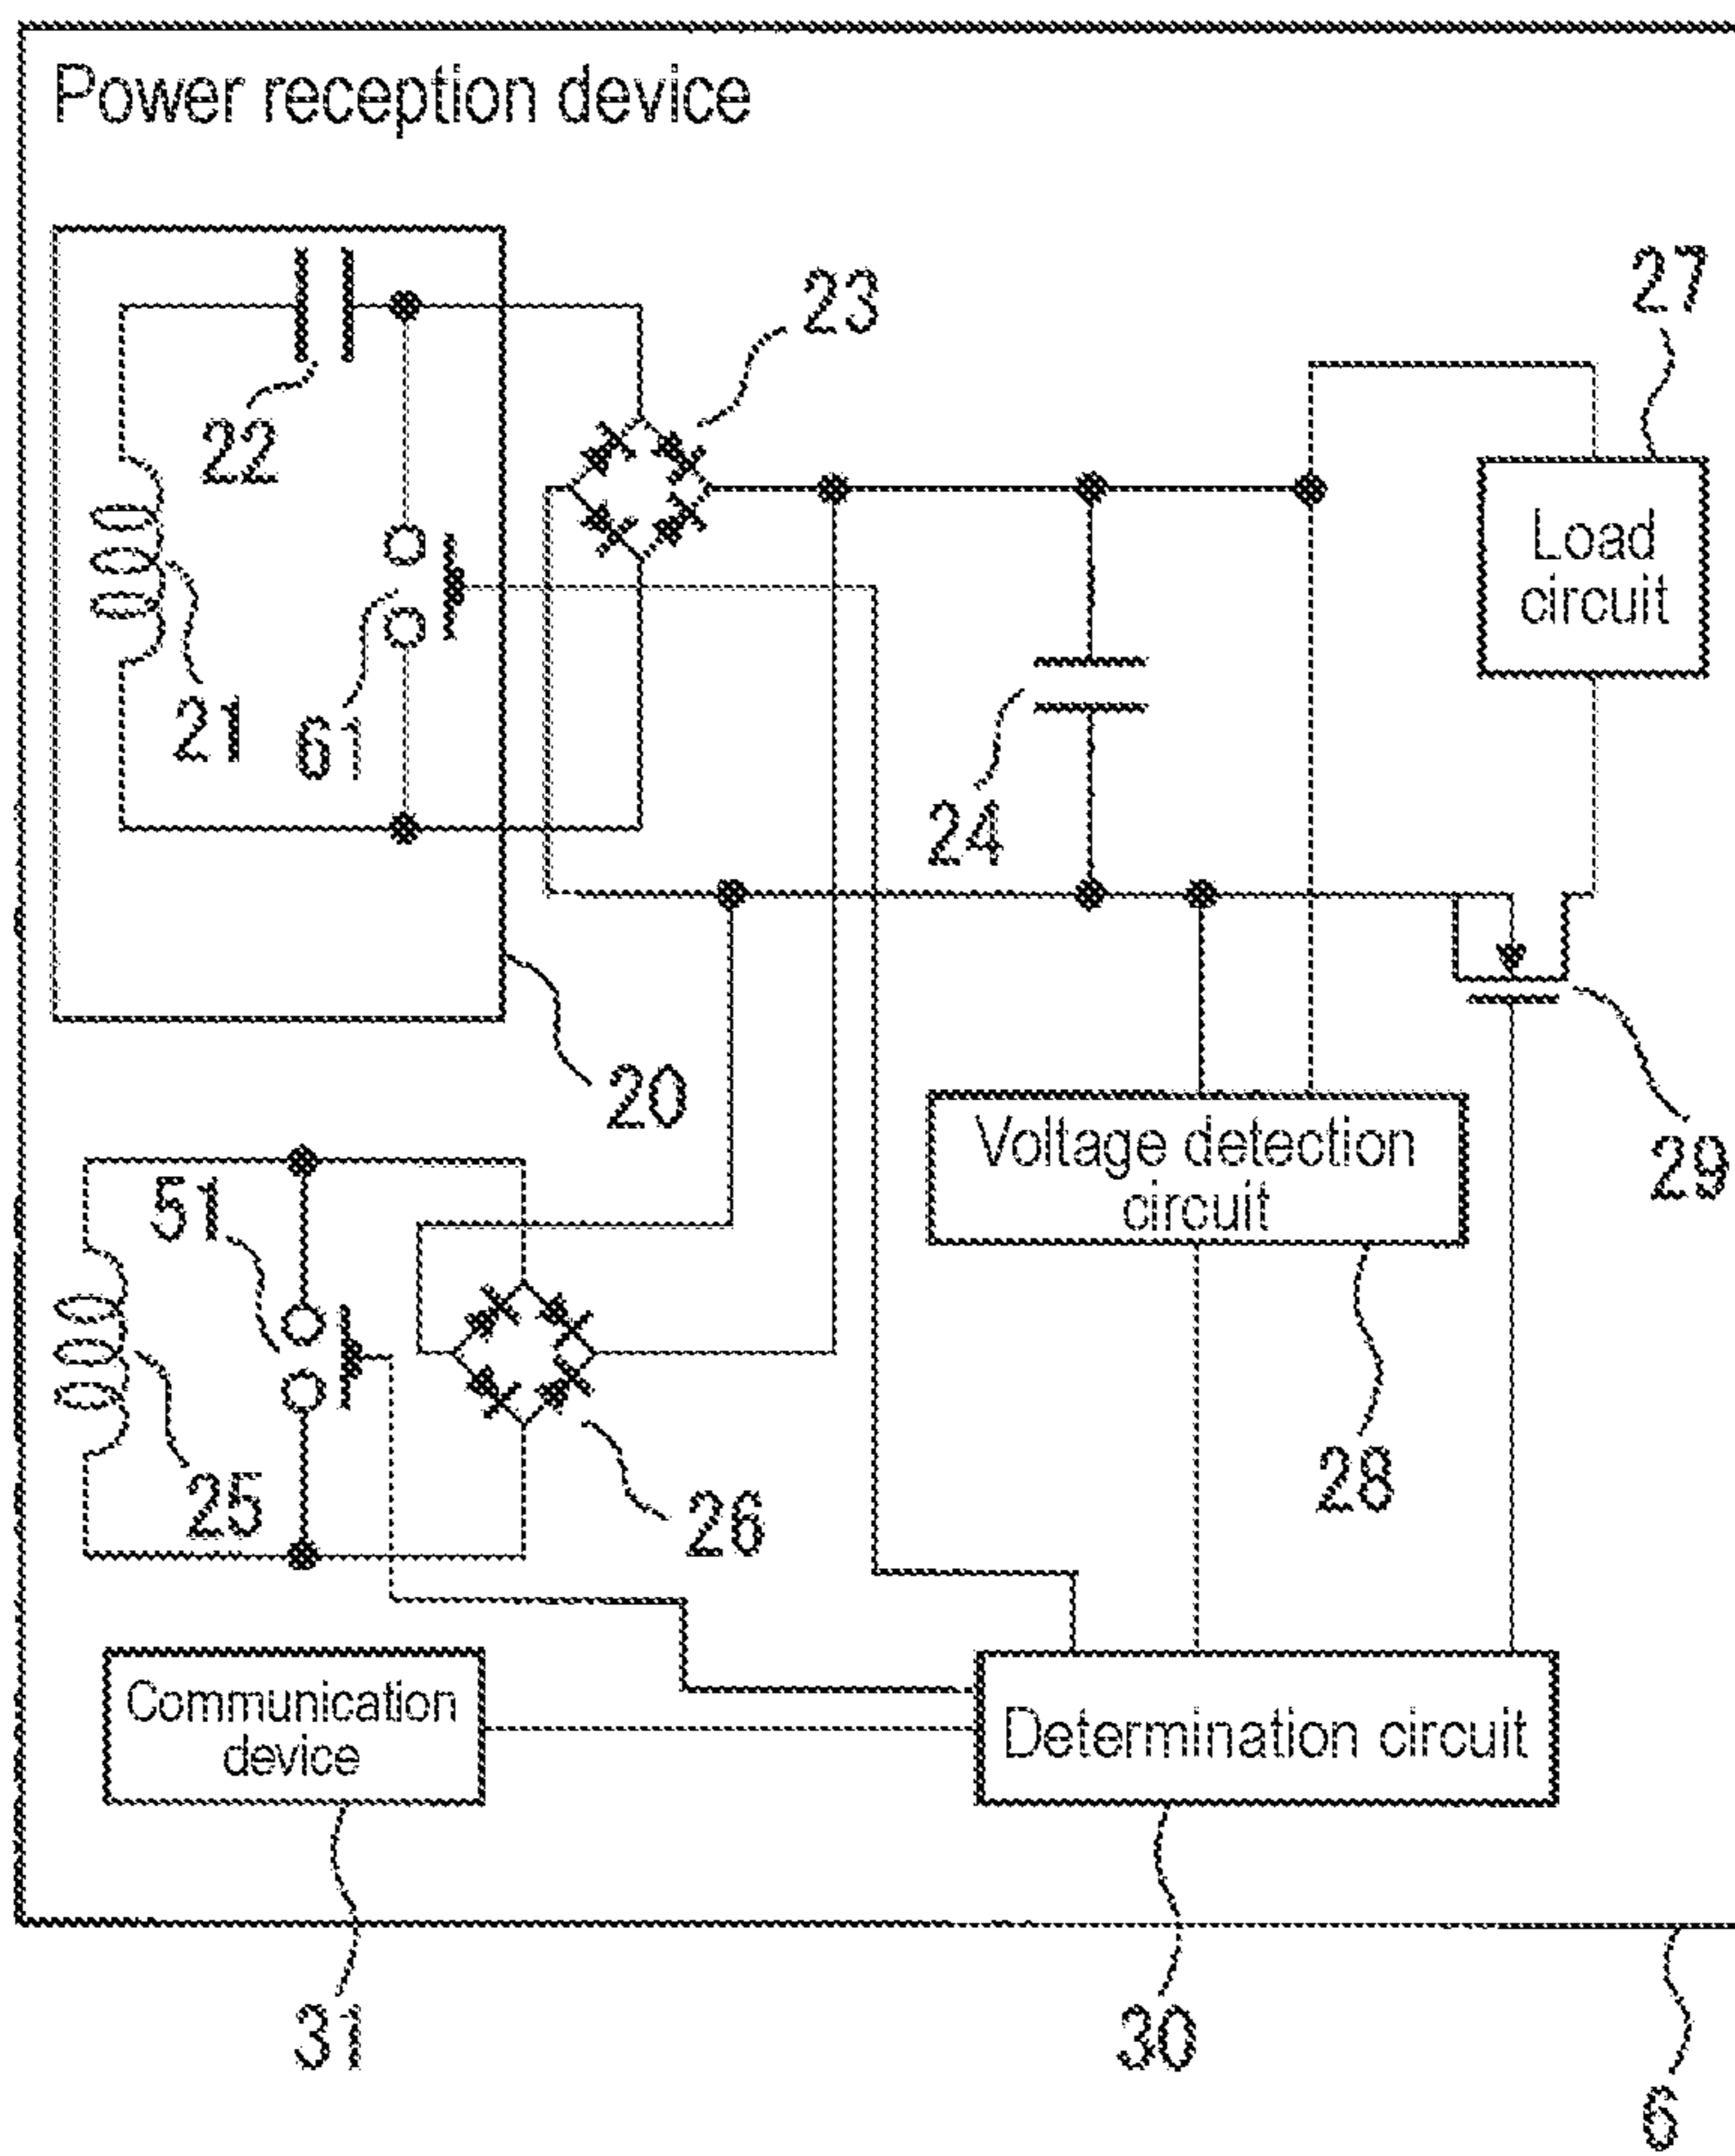 Power reception device
27
23
22
Load
circuit
21
61
24
20
Voltage detection
circuit
29
51
28
25
26
Communication
device
Determination circuit
31
30
6